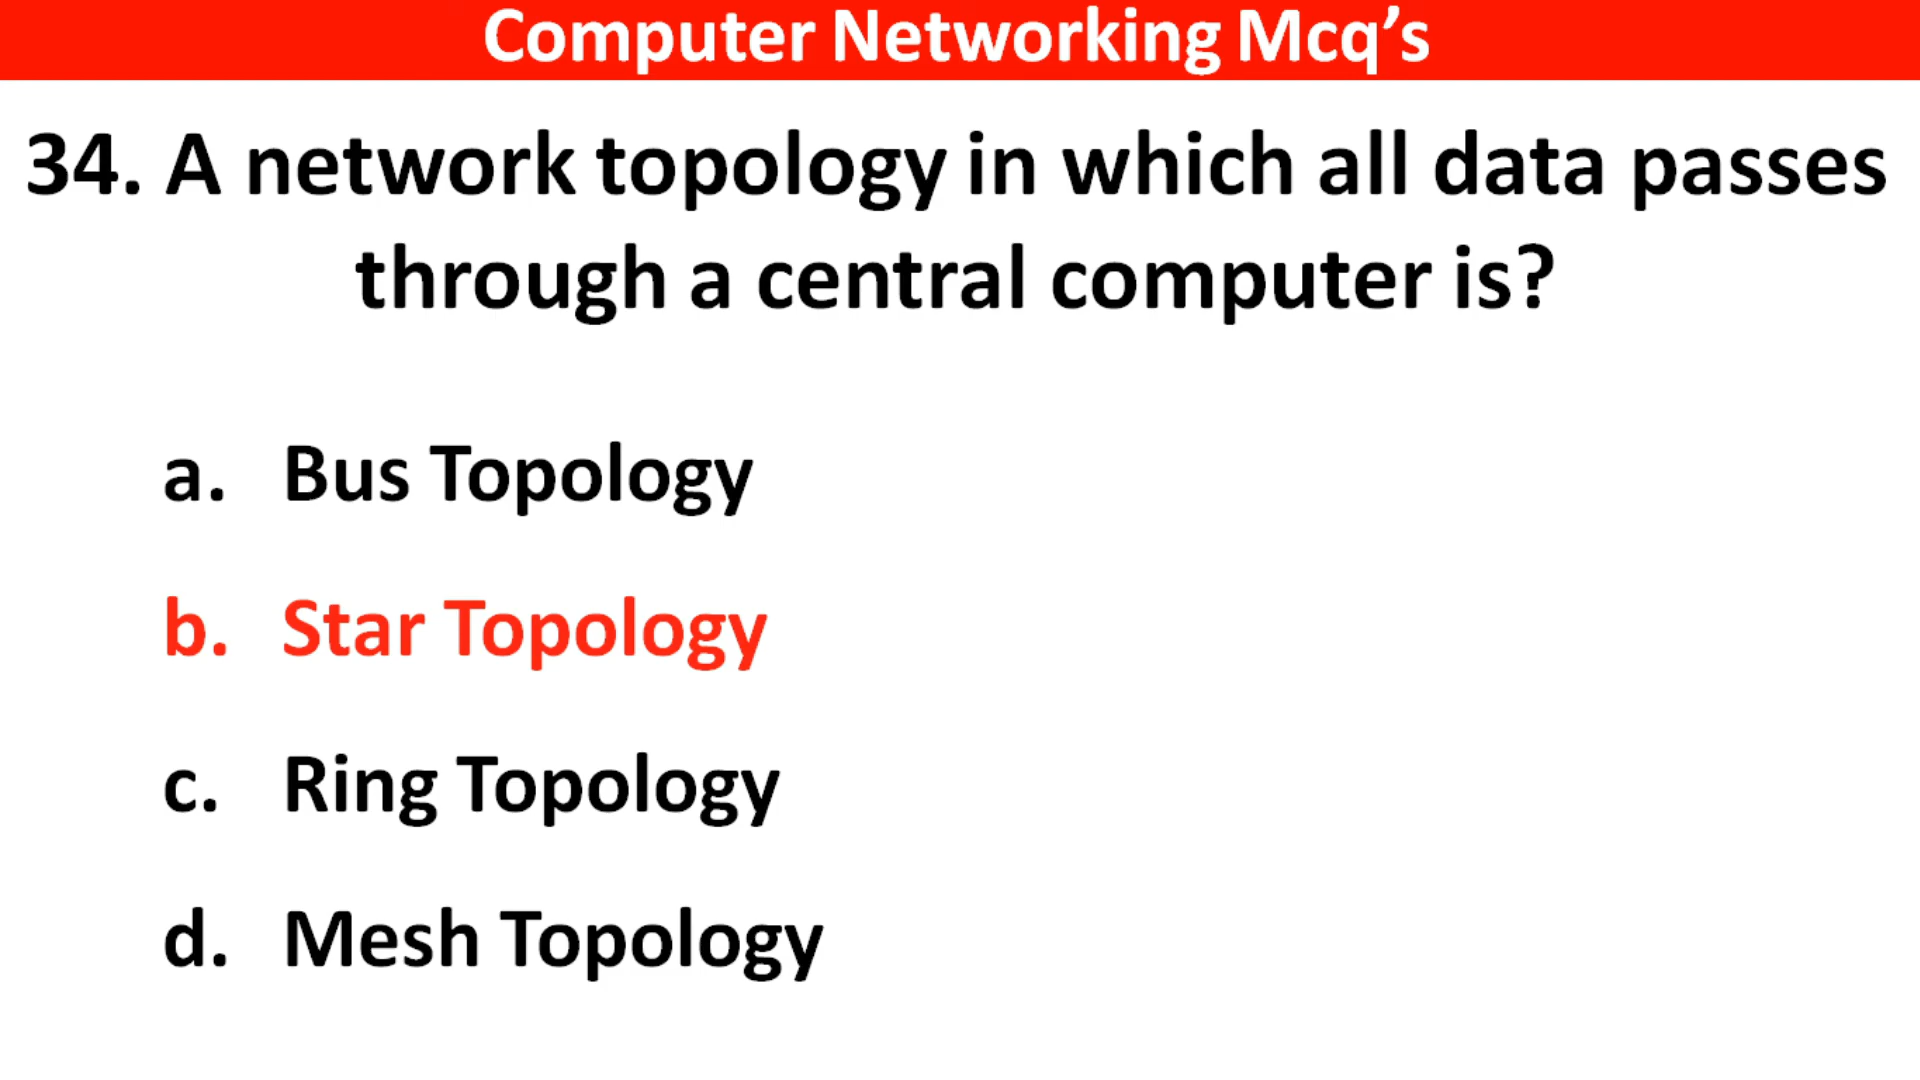 Computer Networking Mcq’s
34. A network topology in which all data passes
through a central computer is?
a. Bus Topology
b. Star Topology
c. Ring Topology
d. Mesh Topology